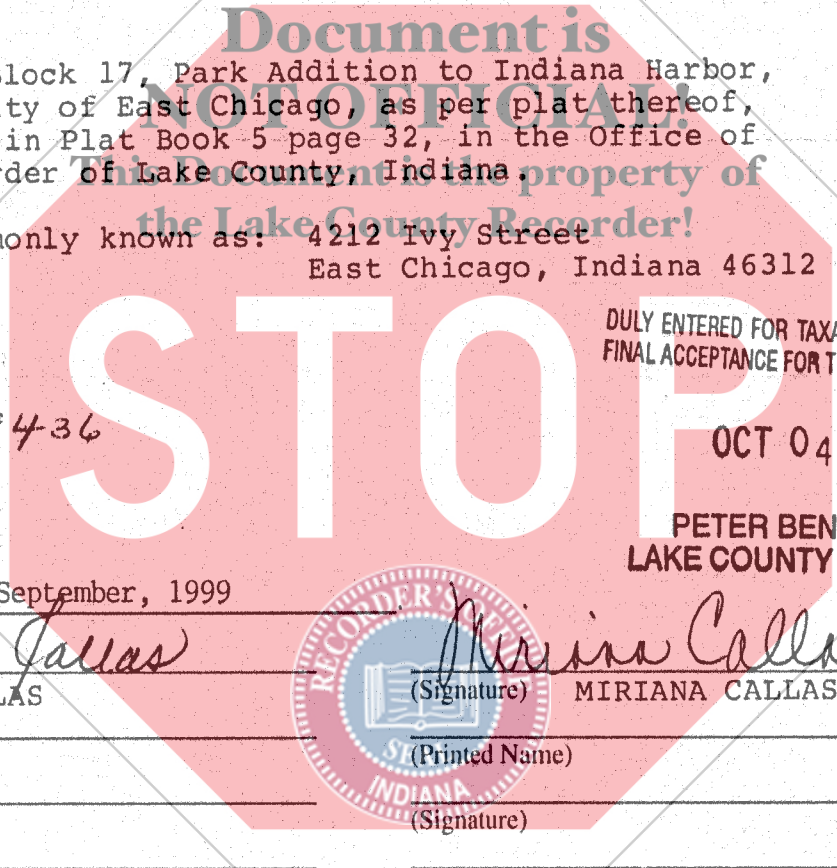 Document is
lock 17, Park Addition to Indiana Harbor,
ity of East Chicago, as per plat thereof,
NOT OFFICIAL!
in Plat Book 5 page 32, in the Office of
der of Lake County, Indiana.
This Document is the property of
the Lake County Recorder!
only known as: 4212 Ivy Street
East Chicago, Indiana 46312
DULY ENTERED FOR TAXA
FINAL ACCEPTANCE FOR T
STOP
4-36
OCT 04
PETER BEN
LAKE COUNTY
September, 1999
RECORDER'S OFFICE
SEAL
INDIANA
Callas
Miriana Calla
LAS
(Signature) MIRIANA CALLAS
(Printed Name)
(Signature)